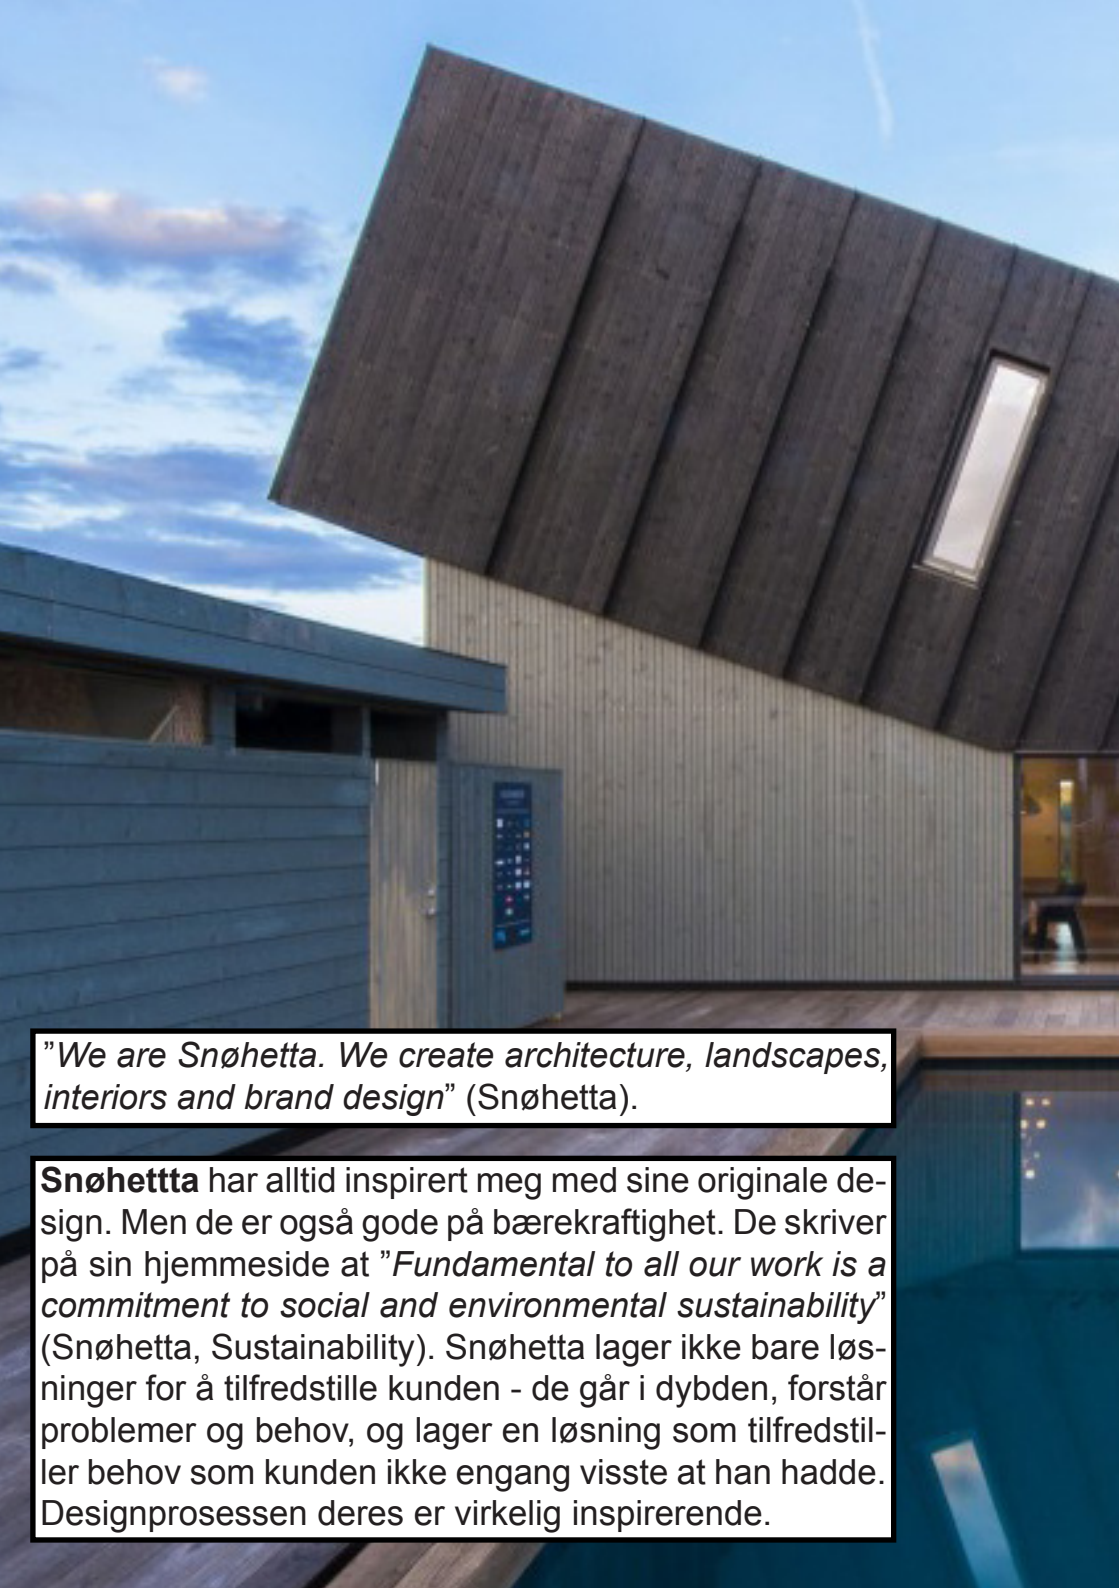 ”We are Snøhetta. We create architecture, landscapes,
interiors and brand design” (Snøhetta).
Snøhettta har alltid inspirert meg med sine originale de-
sign. Men de er også gode på bærekraftighet. De skriver
på sin hjemmeside at ”Fundamental to all our work is a
commitment to social and environmental sustainability”
(Snøhetta, Sustainability). Snøhetta lager ikke bare løs-
ninger for å tilfredstille kunden - de går i dybden, forstår
problemer og behov, og lager en løsning som tilfredstil-
ler behov som kunden ikke engang visste at han hadde.
Designprosessen deres er virkelig inspirerende.